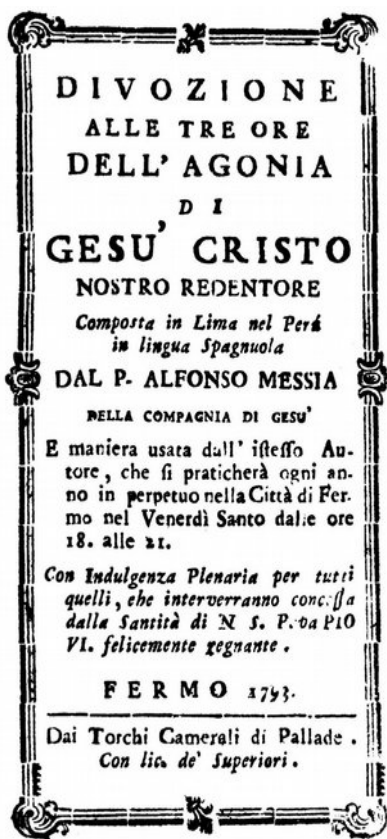 DIVOZIONE
ALLE TRE ORE
DELL' AGONIA
DI
GESU' CRISTO
NOSTRO REDENTORE
Composta in Lima nel Perú
in lingua Spagnuola
DAL P. ALFONSO MESSIA
DELLA COMPAGNIA DI GESU'
E maniera usata dall' isteſſo Au-
tore, che ſi praticherà ogni an-
no in perpetuo nella Città di Fer-
mo nel Venerdì Santo dalle ore
18. alle 21.
Con Indulgenza Plenaria per tutti
quelli, che interverranno conceſſa
dalla Santità di N S. Papa PIO
VI. felicemente regnante.
FERMO 1793.
Dai Torchi Camerali di Pallade.
Con lic. de' Superiori.